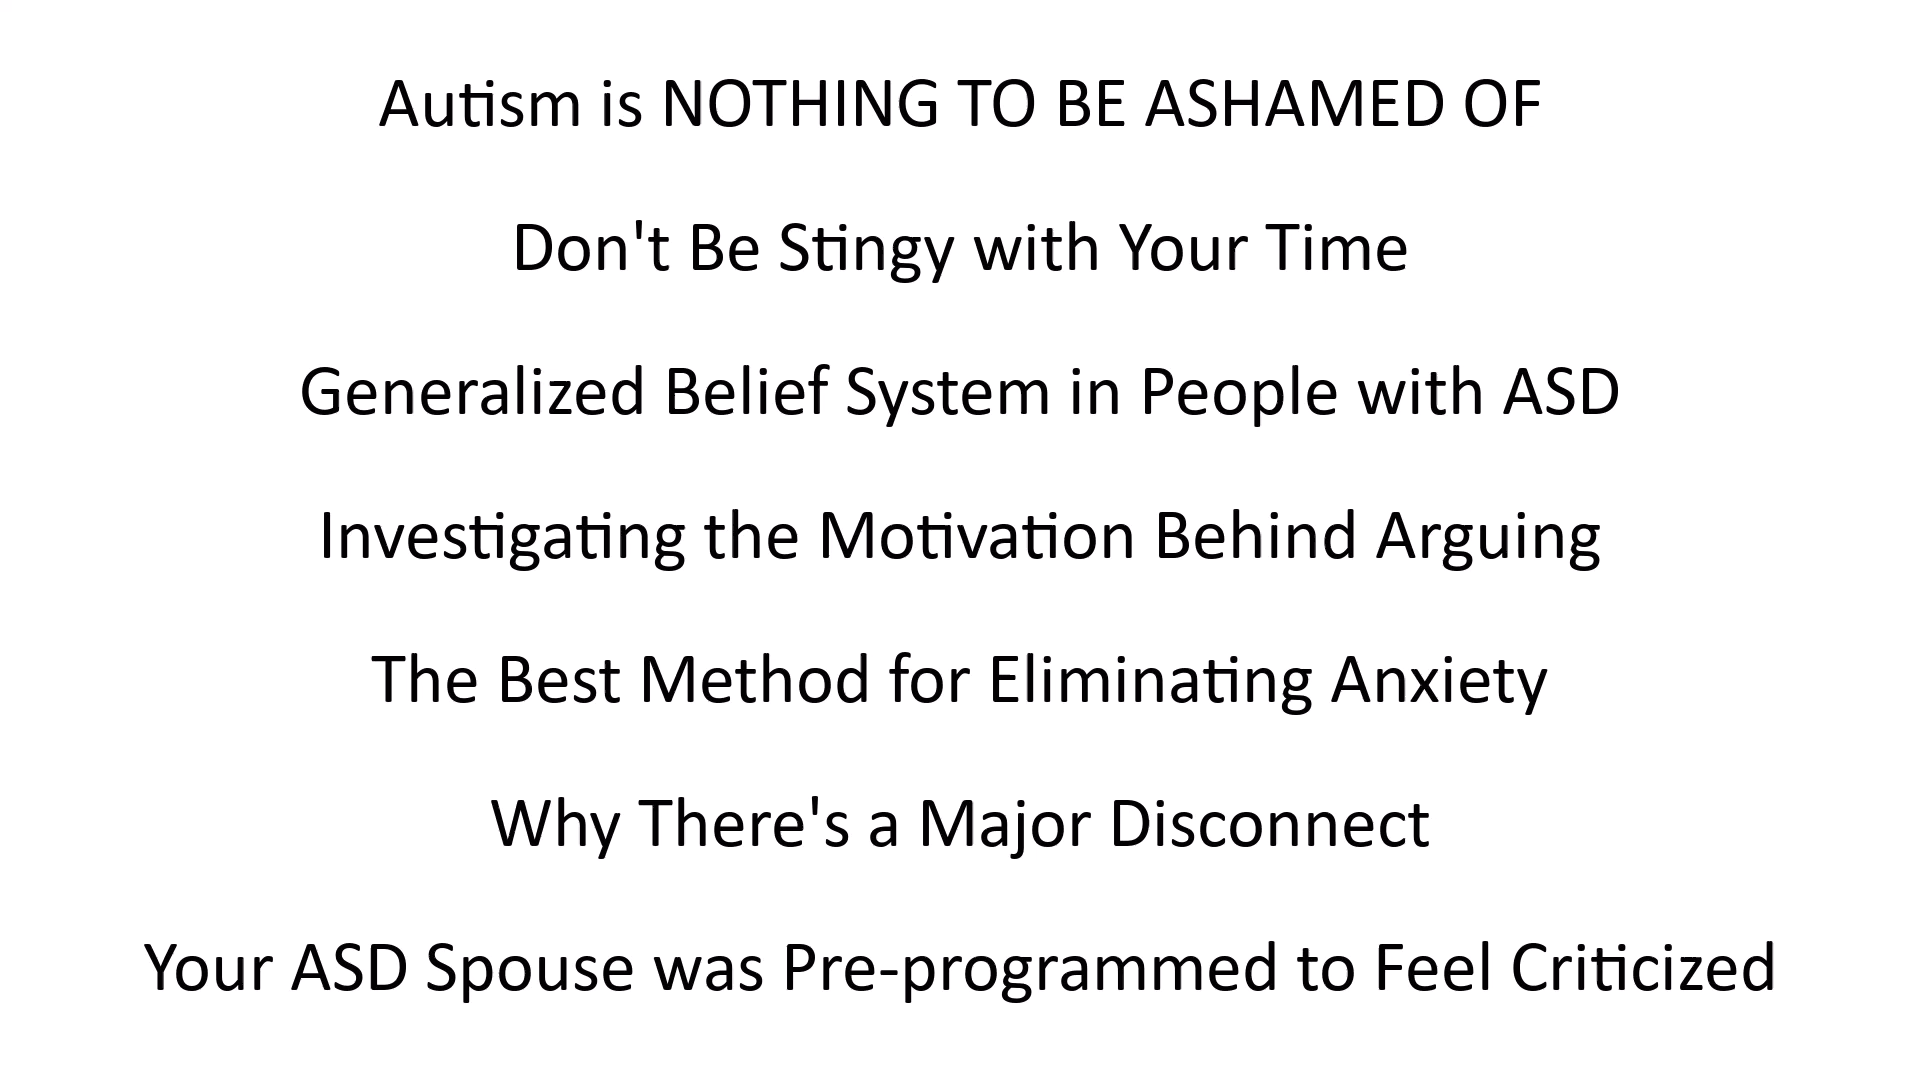 Autism is NOTHING TO BE ASHAMED OF
Don't Be Stingy with Your Time
Generalized Belief System in People with ASD
Investigating the Motivation Behind Arguing
The Best Method for Eliminating Anxiety
Why There's a Major Disconnect
Your ASD Spouse was Pre-programmed to Feel Criticized